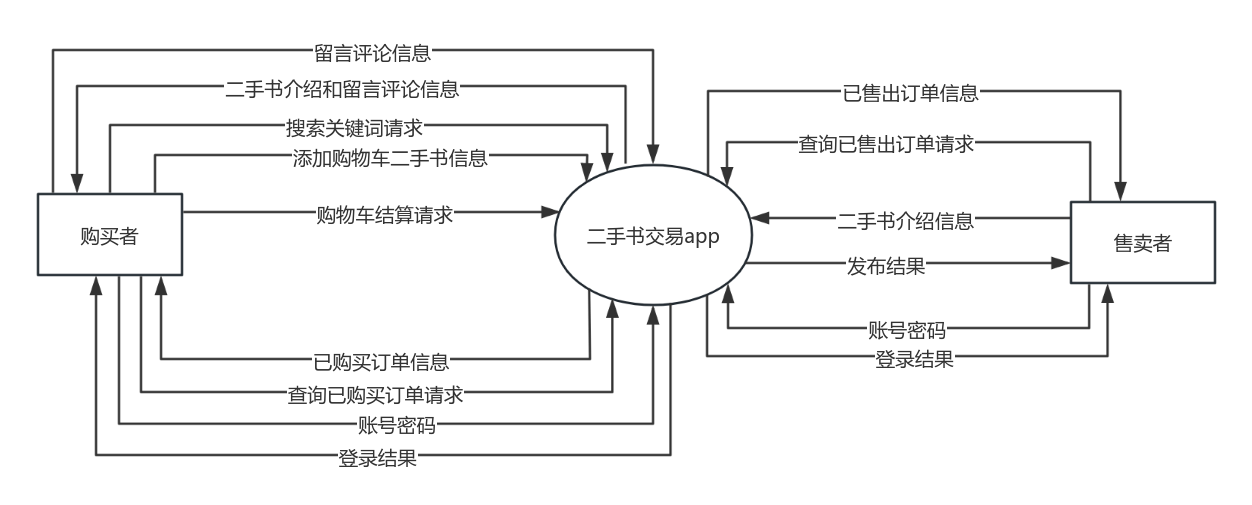 留言评论信息
二手书介绍和留言评论信息
已售出订单信息
搜索关键词请求
查询已售出订单请求
添加购物车二手书信息
购物车结算请求
二手书介绍信息
购买者
二手书交易app
售卖者
发布结果
账号密码
登录结果
已购买订单信息
查询已购买订单请求
账号密码
登录结果